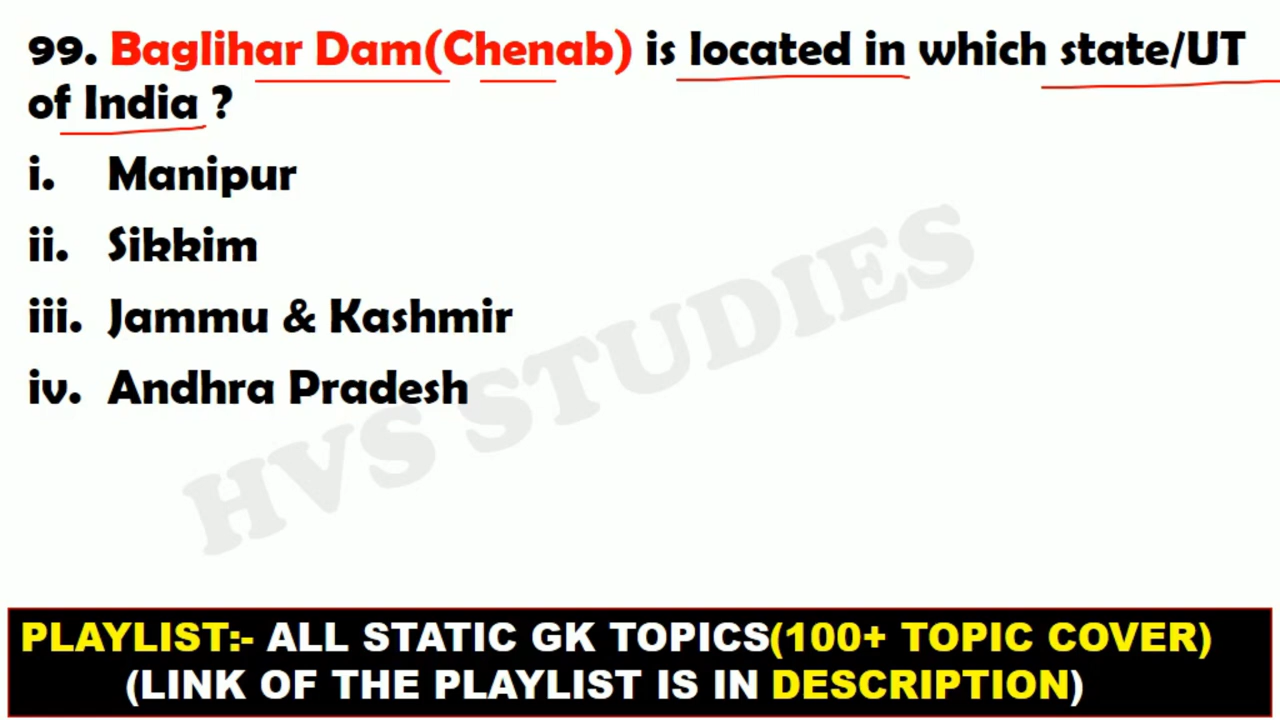 99. Baglihar Dam(Chenab) is located in which state/UT
of India ?
i. Manipur
ii. Sikkim
iii. Jammu & Kashmir
iv. Andhra Pradesh
HVS STUDIES
PLAYLIST:- ALL STATIC GK TOPICS(100+ TOPIC COVER)
(LINK OF THE PLAYLIST IS IN DESCRIPTION)